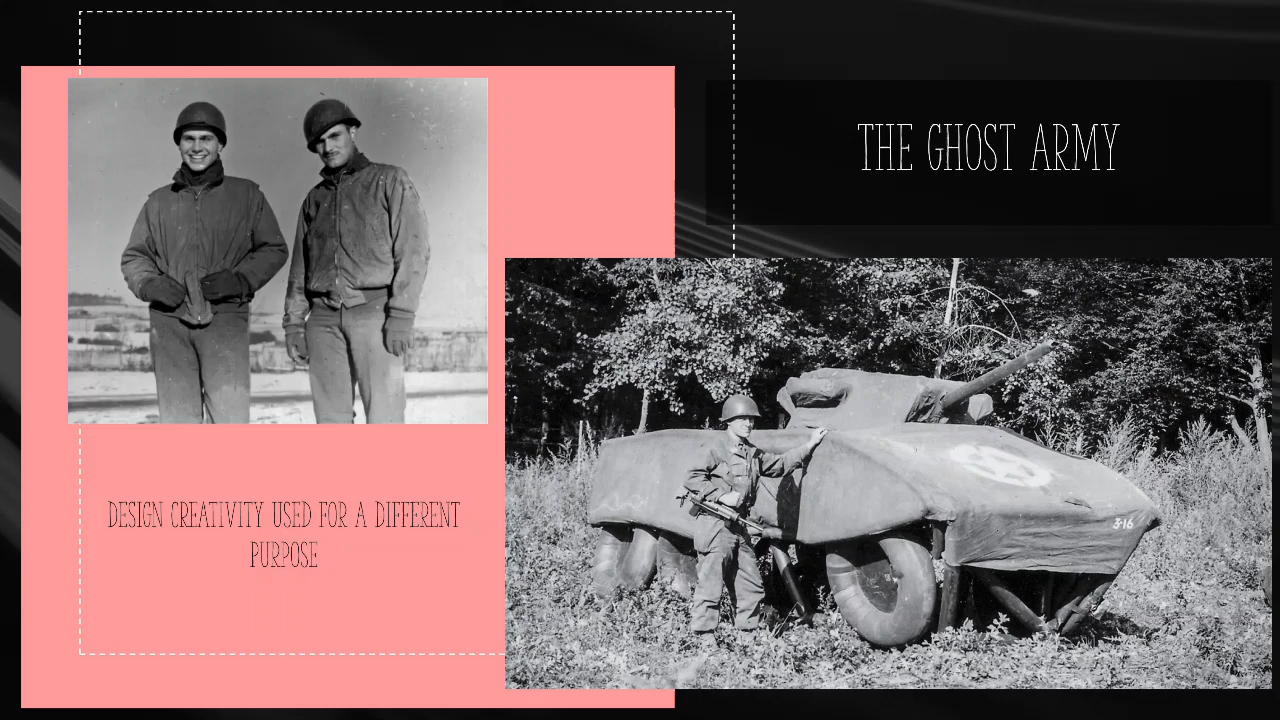 THE GHOST ARMY
DESIGN CREATIVITY USED FOR A DIFFERENT
PURPOSE
3-16